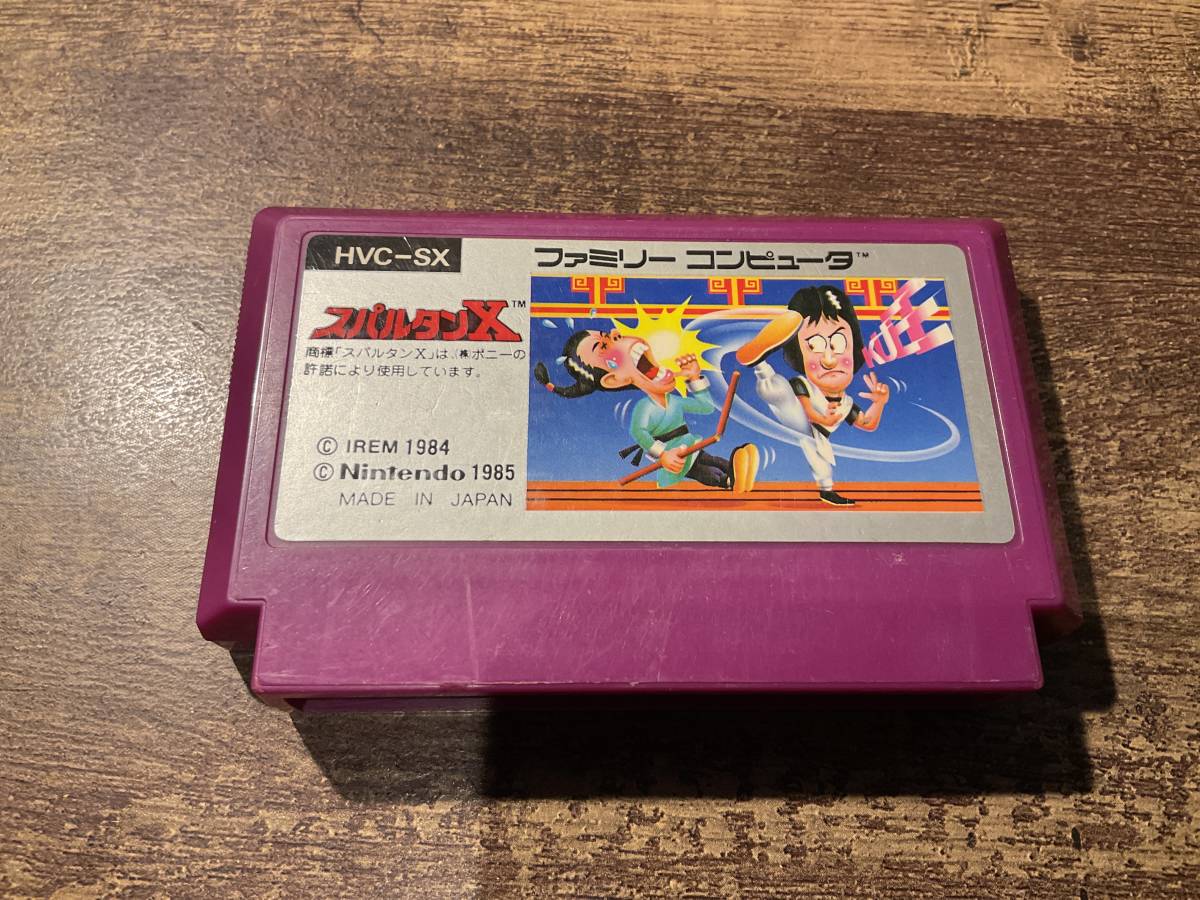 HVC-SX
ファミリー コンピュータ™
スパルタンX™
商標「スパルタンX」は、(株)ポニーの
許諾により使用しています。
© IREM 1984
© Nintendo 1985
MADE IN JAPAN